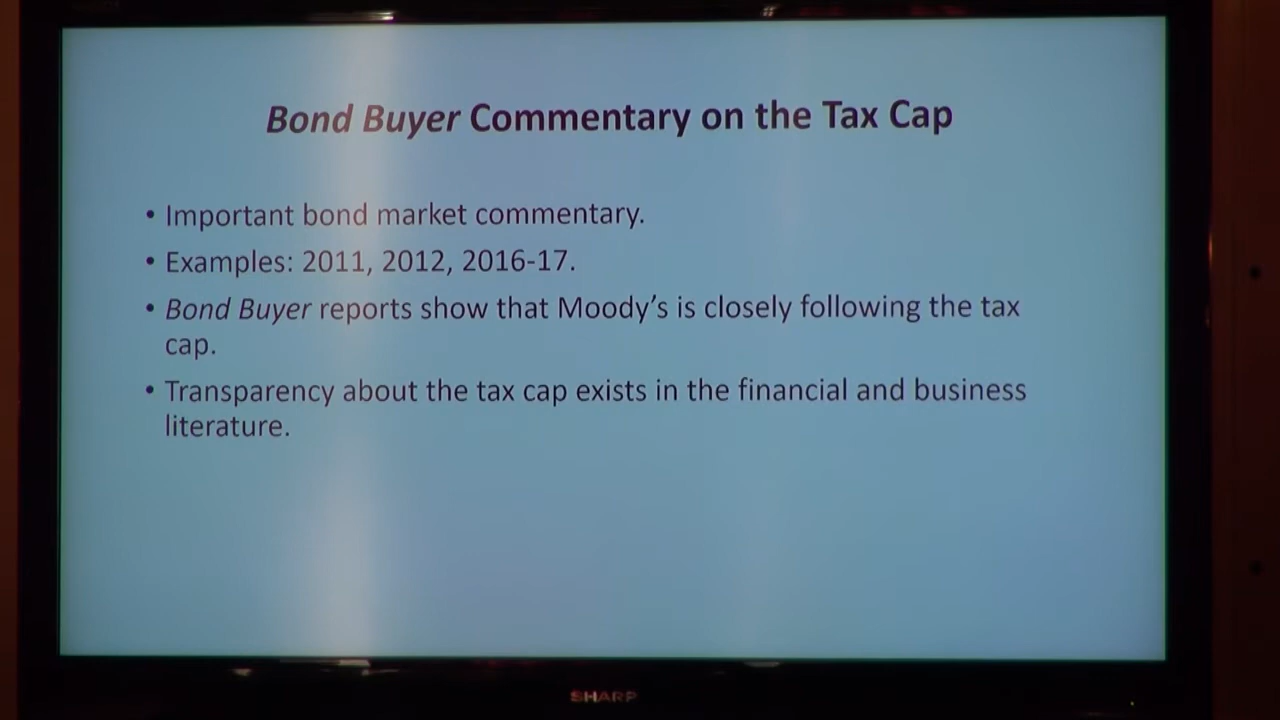 Bond Buyer Commentary on the Tax Cap
• Important bond market commentary.
• Examples: 2011, 2012, 2016-17.
• Bond Buyer reports show that Moody’s is closely following the tax
cap.
• Transparency about the tax cap exists in the financial and business
literature.
SHARP